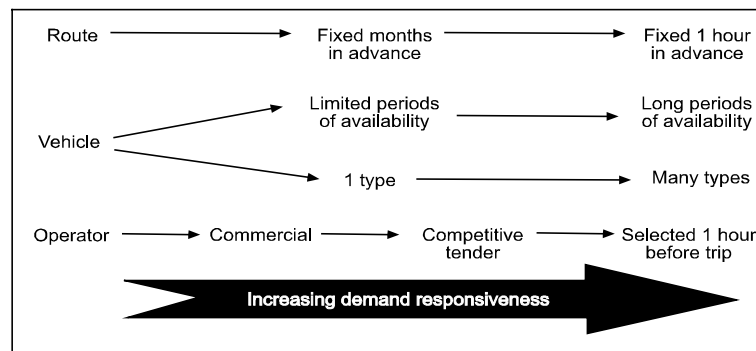 Route
Fixed months
in advance
Fixed 1 hour
in advance
Vehicle
Limited periods
of availability
Long periods
of availability
1 type
Many types
Operator
Commercial
Competitive
tender
Selected 1 hour
before trip
Increasing demand responsiveness